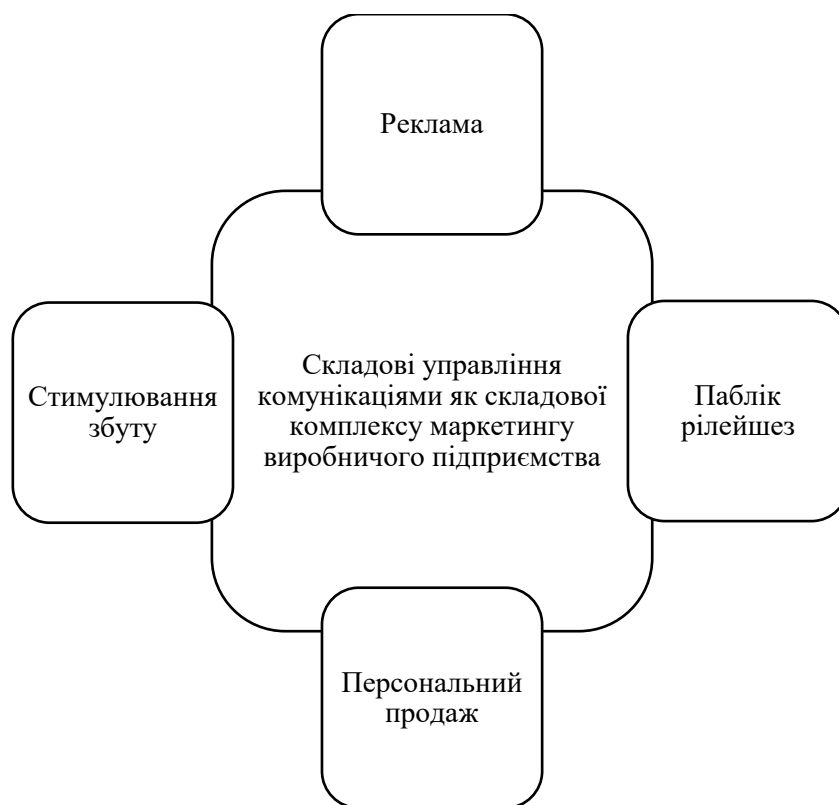 Реклама
Стимулювання
збуту
Складові управління
комунікаціями як складової
комплексу маркетингу
виробничого підприємства
Паблік
рілейшез
Персональний
продаж